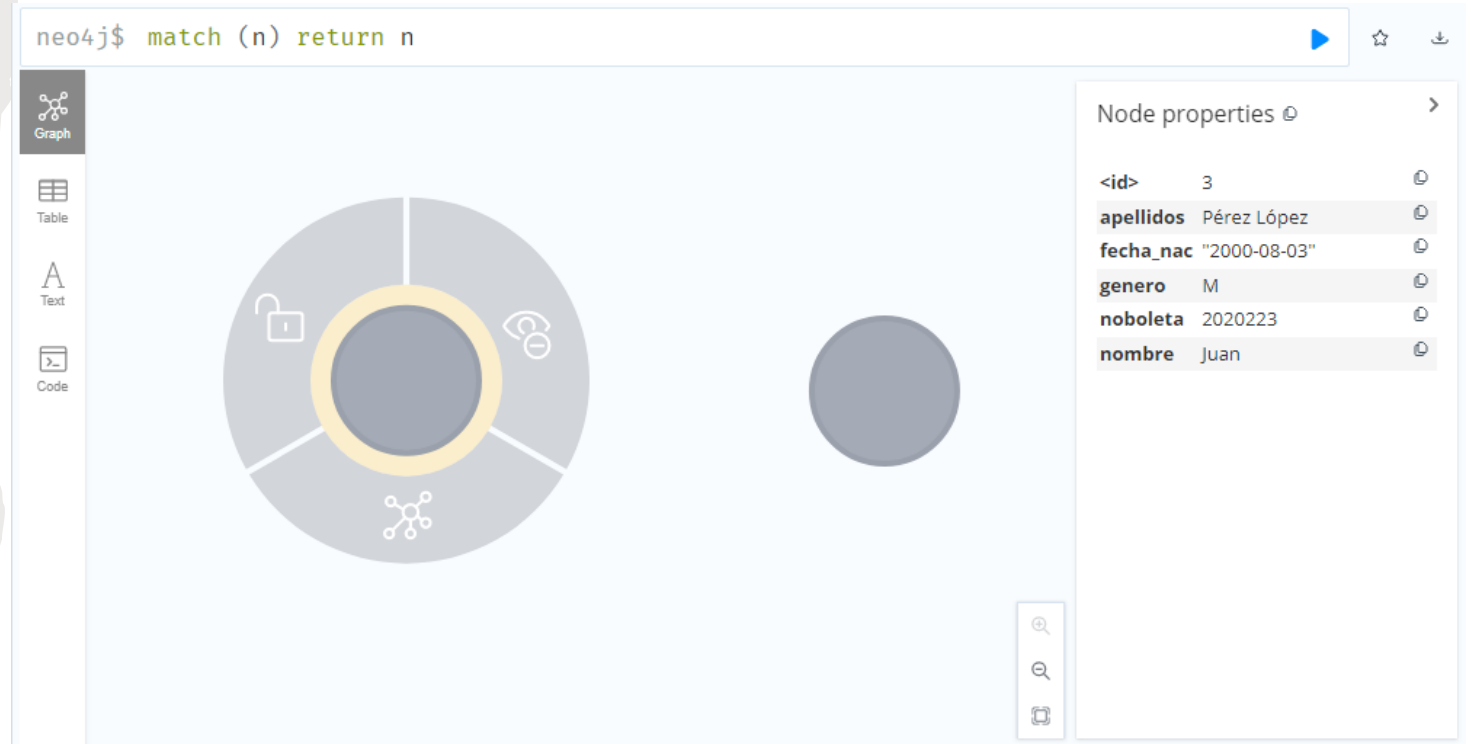 neo4j$ match (n) return n
Graph
Table
Text
Code
Node properties
<id> 3
apellidos Pérez López
fecha_nac "2000-08-03"
genero M
noboleta 2020223
nombre Juan